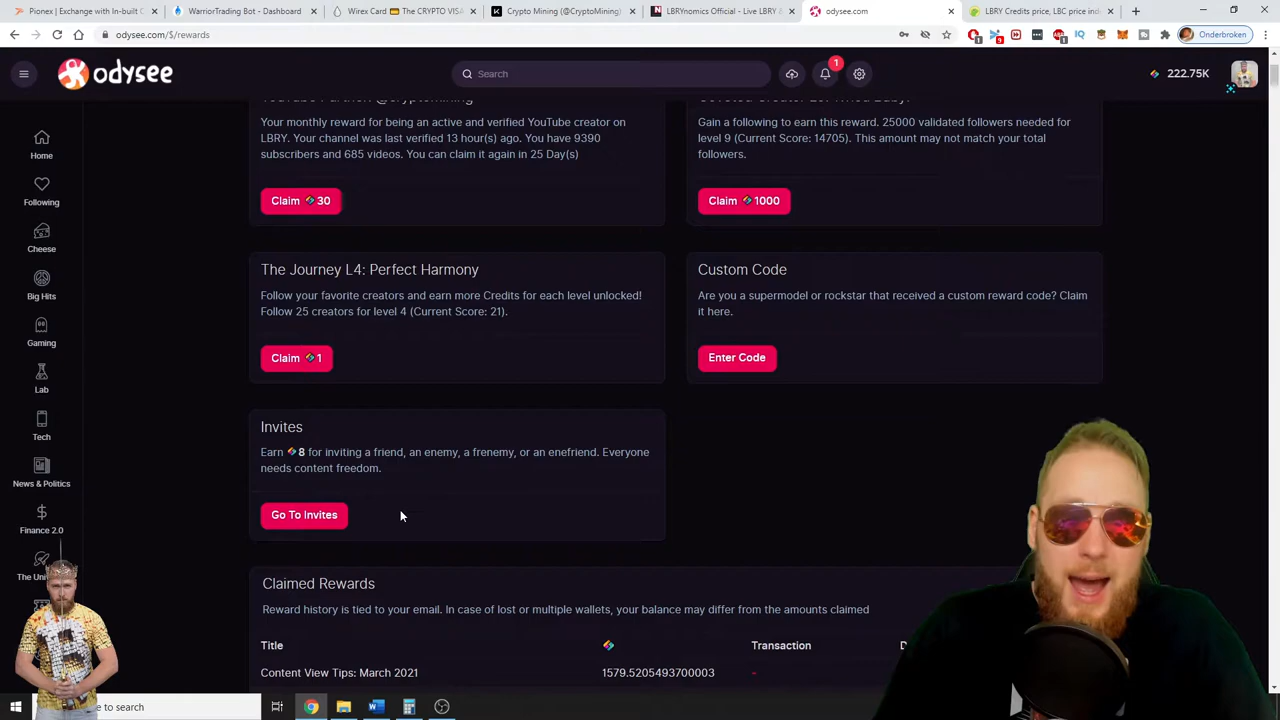 Pionex | Exchange with In-built C
WarriorTrading Bot - Dashboard
Wirex Card 💳 The CRYPTO VISA
Crypto Mining (@CryptoMining)
LBRYnomics Official - Live LBRY &
odysee.com
LBRY Credits price, LBC price ind
odysee.com/$/rewards
Onderbroken
odysee
Search
1
222.75K
Home
Following
Cheese
Big Hits
Gaming
Lab
Tech
News & Politics
Finance 2.0
Your monthly reward for being an active and verified YouTube creator on
LBRY. Your channel was last verified 13 hour(s) ago. You have 9390
subscribers and 685 videos. You can claim it again in 25 Day(s)
Claim 30
Gain a following to earn this reward. 25000 validated followers needed for
level 9 (Current Score: 14705). This amount may not match your total
followers.
Claim 1000
The Journey L4: Perfect Harmony
Follow your favorite creators and earn more Credits for each level unlocked!
Follow 25 creators for level 4 (Current Score: 21).
Claim 1
Custom Code
Are you a supermodel or rockstar that received a custom reward code? Claim
it here.
Enter Code
Invites
Earn 8 for inviting a friend, an enemy, a frenemy, or an enefriend. Everyone
needs content freedom.
Go To Invites
Claimed Rewards
Reward history is tied to your email. In case of lost or multiple wallets, your balance may differ from the amounts claimed
Title
Transaction
Content View Tips: March 2021
1579.5205493700003
-
to search